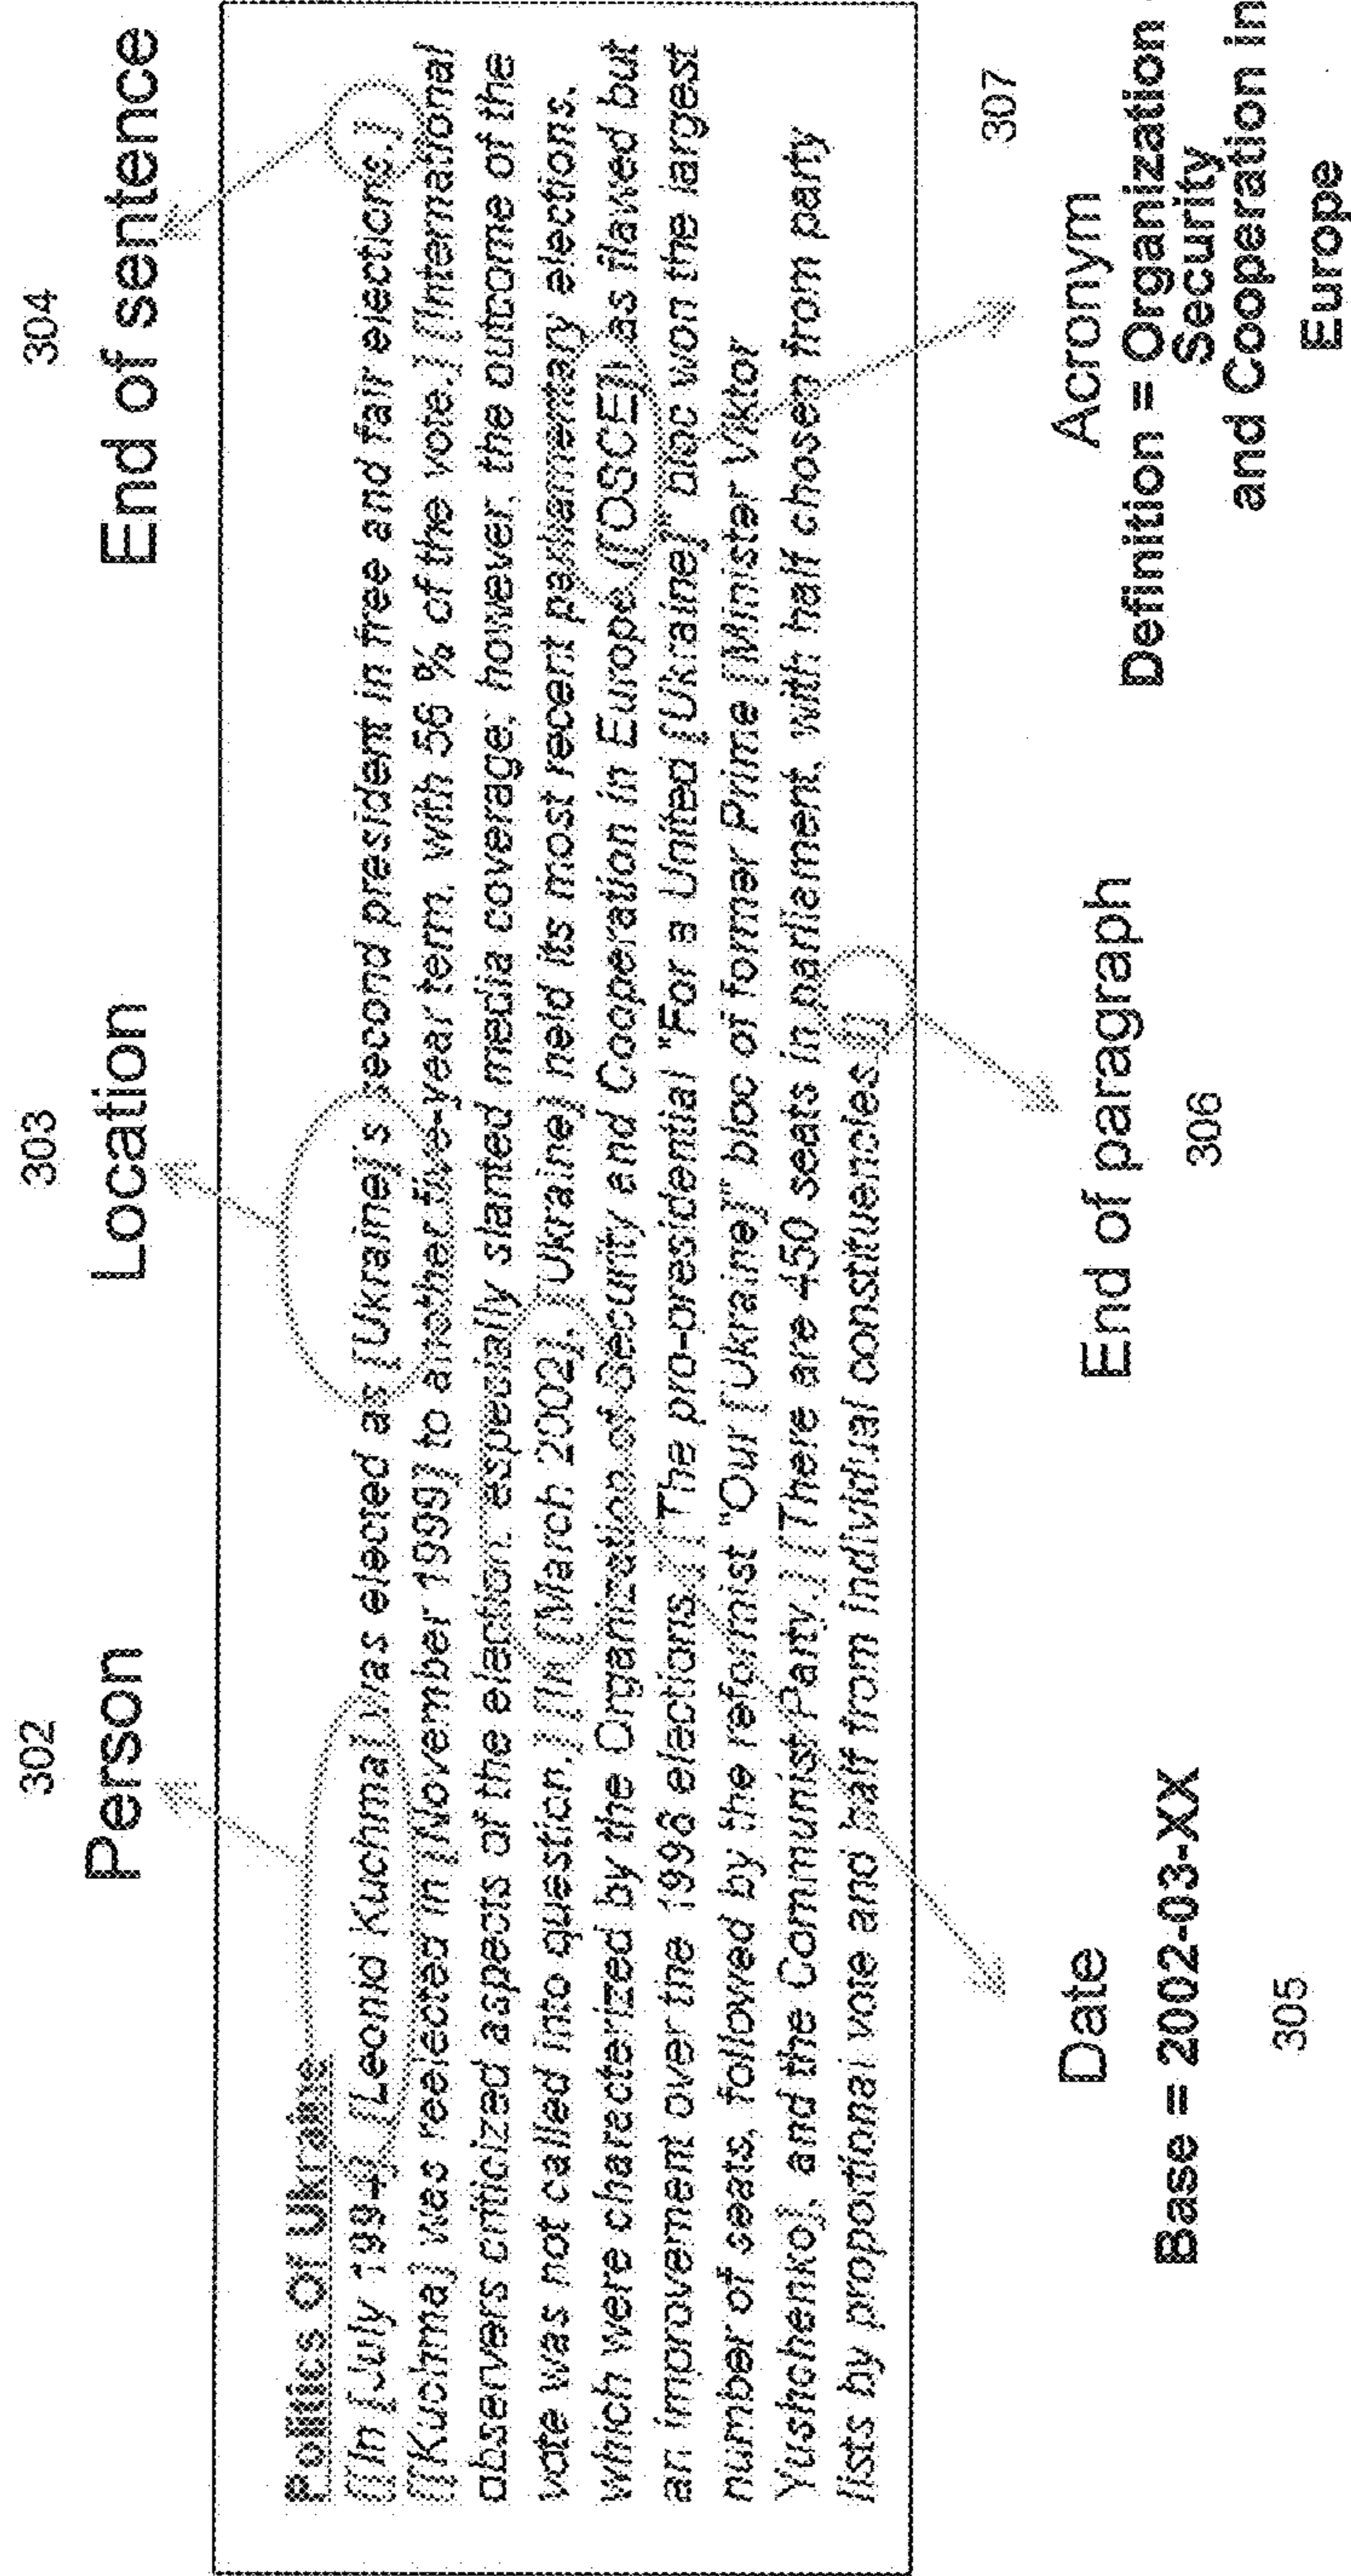 302
303
304
Person
Location
End of sentence
Politics Of Ukraine
[[In [July 1994] [Leonid Kuchma] was elected as [Ukraine]'s second president in free and fair elections.]
[[[Kuchma] was reelected in [November 1999] to another five-year term, with 56 % of the vote.] [International
observers criticized aspects of the election, especially slanted media coverage; however, the outcome of the
vote was not called into question.] [In [March 2002], [Ukraine] held its most recent parliamentary elections,
which were characterized by the Organization of Security and Cooperation in Europe ([OSCE]) as flawed but
an improvement over the 1998 elections.] [The pro-presidential "For a United [Ukraine]" bloc won the largest
number of seats, followed by the reformist "Our [Ukraine]" bloc of former Prime [Minister Viktor
Yushchenko], and the Communist Party.] [There are 450 seats in parliament, with half chosen from party
lists by proportional vote and half from individual constituencies.]]
Date
Base = 2002-03-XX
305
End of paragraph
306
307
Acronym
Definition = Organization
Security
and Cooperation in
Europe